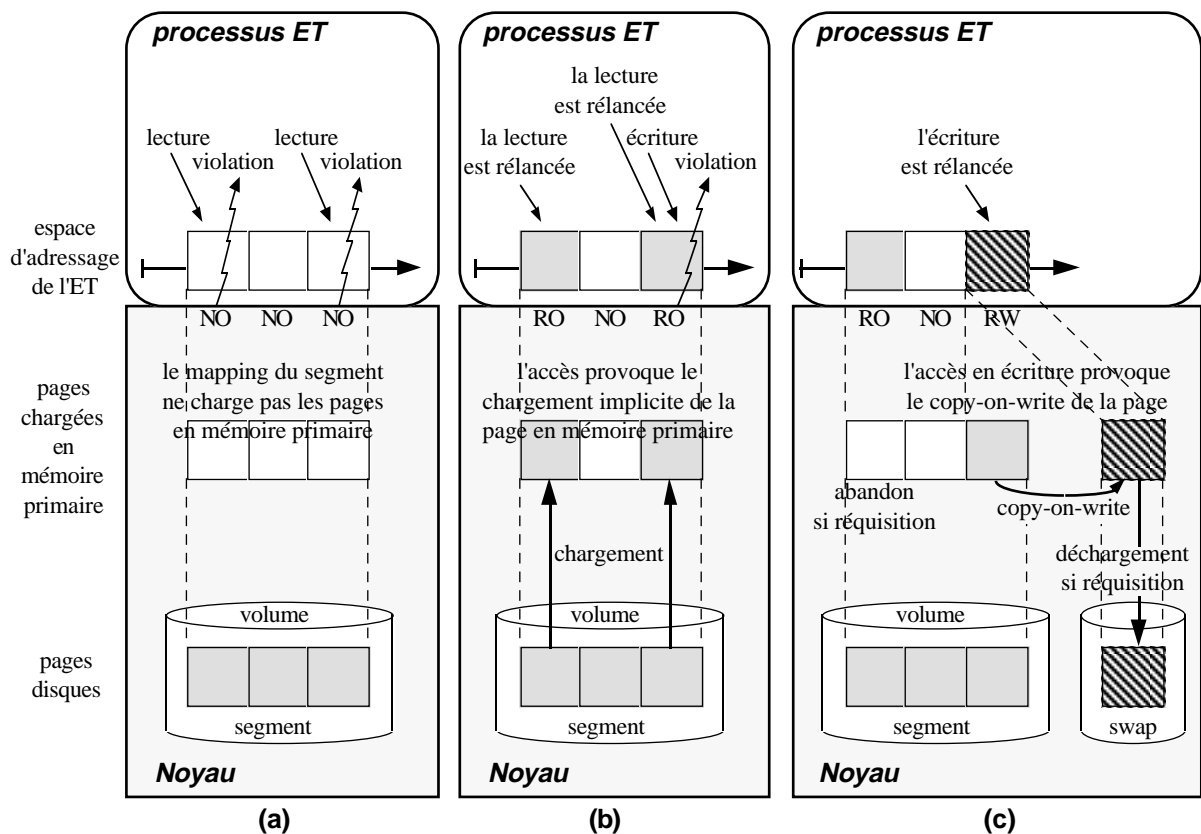 processus ET
lecture
violation
lecture
violation
NO
NO
NO
le mapping du segment
ne charge pas les pages
en mémoire primaire
volume
segment
Noyau
(a)
processus ET
la lecture
est rélancée
la lecture
est rélancée
écriture
violation
RO
NO
RO
l'accès provoque le
chargement implicite de la
page en mémoire primaire
chargement
volume
segment
Noyau
(b)
processus ET
l'écriture
est rélancée
RO
NO
RW
l'accès en écriture provoque
le copy-on-write de la page
abandon
si réquisition
copy-on-write
déchargement
si réquisition
volume
segment
swap
Noyau
(c)
espace
d'adressage
de l'ET
pages
chargées
en
mémoire
primaire
pages
disques